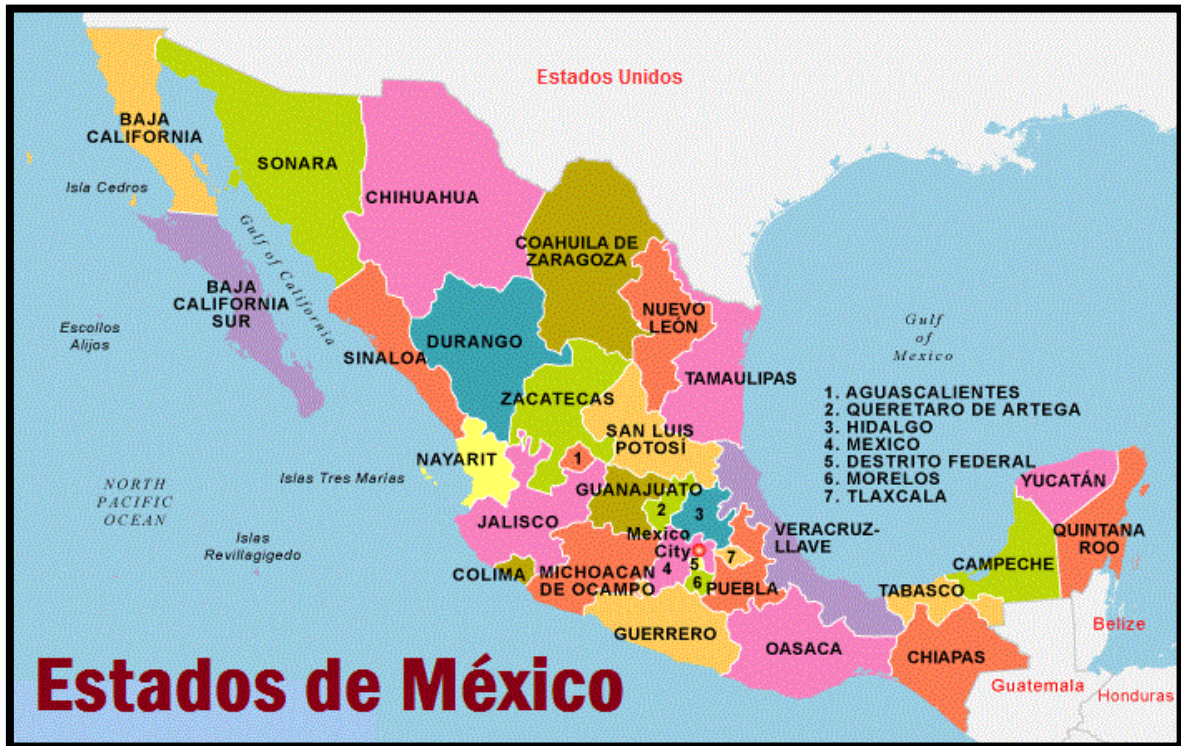 Estados Unidos
BAJA
CALIFORNIA
SONARA
Isla Cedros
CHIHUAHUA
Gulf of California
COAHUILA DE
ZARAGOZA
BAJA
CALIFORNIA
SUR
NUEVO
LEÓN
Escollos
Alijos
DURANGO
SINALOA
Gulf
of
Mexico
TAMAULIPAS
ZACATECAS
1. AGUASCALIENTES
2. QUERETARO DE ARTEGA
3. HIDALGO
4. MEXICO
5. DESTRITO FEDERAL
6. MORELOS
7. TLAXCALA
SAN LUIS
POTOSÍ
NAYARIT
1
Islas Tres Marías
YUCATÁN
NORTH
PACIFIC
OCEAN
GUANAJUATO
2
3
JALISCO
Mexico
City
VERACRUZ-
LLAVE
QUINTANA
ROO
Islas
Revillagigedo
7
5
4
6
CAMPECHE
COLIMA
MICHOACAN
DE OCAMPO
PUEBLA
TABASCO
Belize
GUERRERO
OASACA
CHIAPAS
Guatemala
Honduras
Estados de México